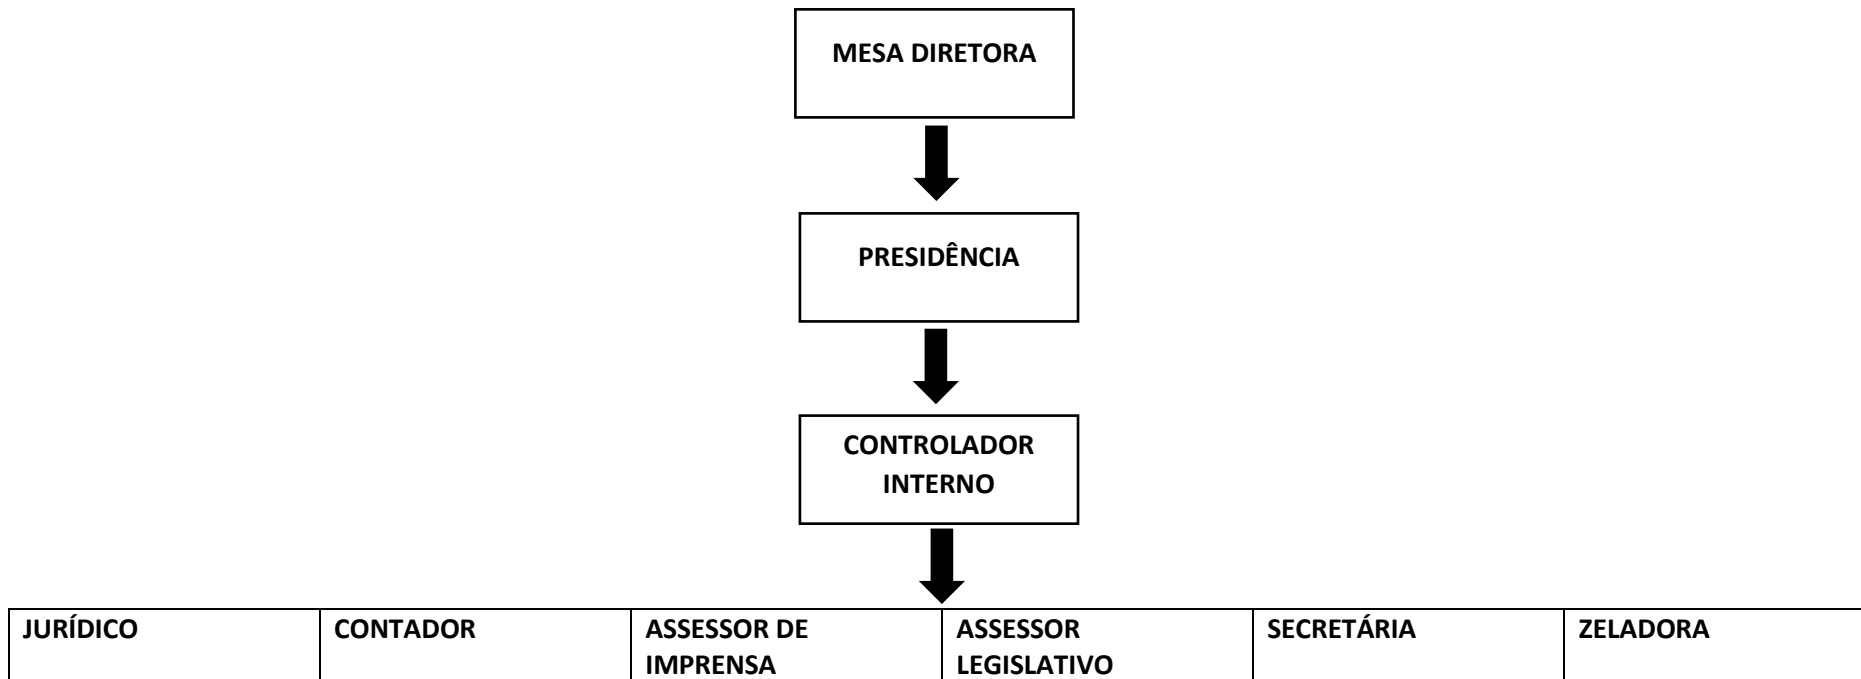 MESA DIRETORA
PRESIDÊNCIA
CONTROLADOR
INTERNO
JURÍDICO
CONTADOR
ASSESSOR DE
IMPRENSA
ASSESSOR
LEGISLATIVO
SECRETÁRIA
ZELADORA